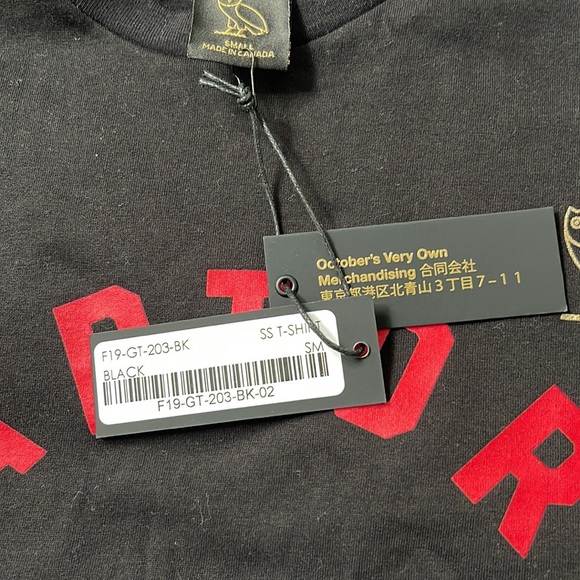 SMALL
MADE IN CANADA
October's Very Own
Merchandising 合同会社
東京都港区北青山3丁目7-11
F19-GT-203-BK SS T-SHIRT
BLACK SM
F19-GT-203-BK-02
R